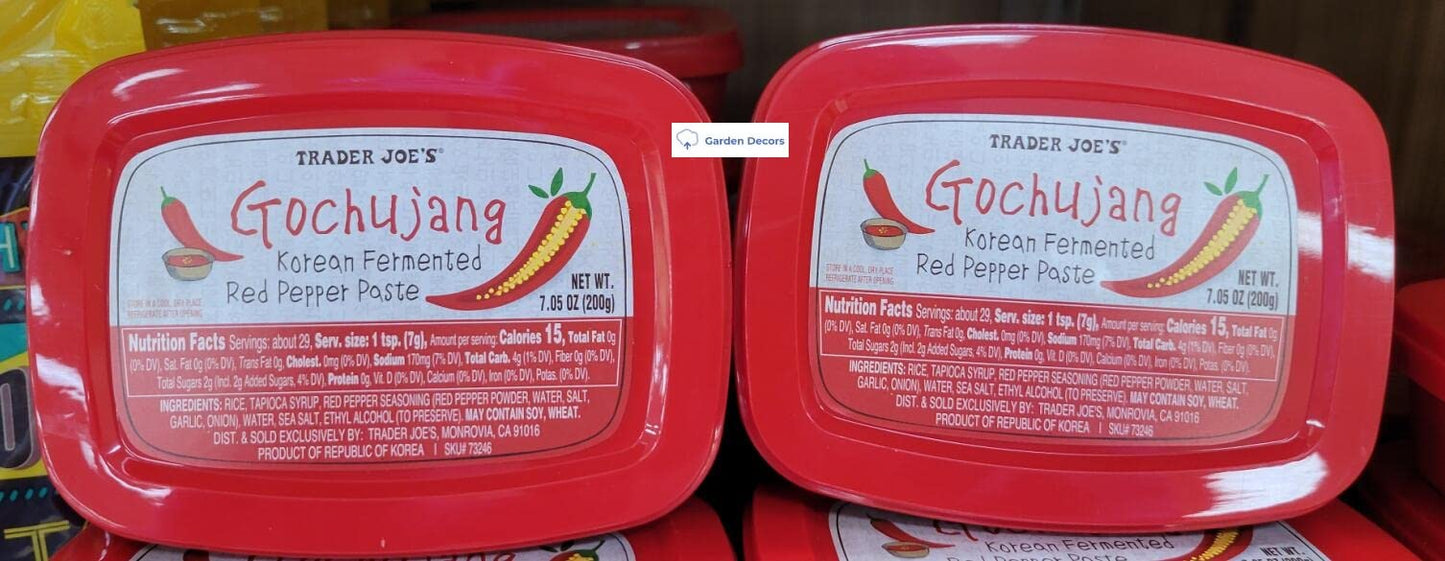 TRADER JOE'S®
Gochujang
Korean Fermented
Red Pepper Paste
NET WT.
7.05 OZ (200g)
STORE IN A COOL, DRY PLACE
REFRIGERATE AFTER OPENING
Nutrition Facts Servings: about 29, Serv. size: 1 tsp. (7g), Amount per serving: Calories 15, Total Fat 0g
(0% DV), Sat. Fat 0g (0% DV), Trans Fat 0g, Cholest. 0mg (0% DV), Sodium 170mg (7% DV), Total Carb. 4g (1% DV), Fiber 0g (0% DV),
Total Sugars 2g (Incl. 2g Added Sugars, 4% DV), Protein 0g, Vit. D (0% DV), Calcium (0% DV), Iron (0% DV), Potas. (0% DV).
INGREDIENTS: RICE, TAPIOCA SYRUP, RED PEPPER SEASONING (RED PEPPER POWDER, WATER, SALT,
GARLIC, ONION), WATER, SEA SALT, ETHYL ALCOHOL (TO PRESERVE). MAY CONTAIN SOY, WHEAT.
DIST. & SOLD EXCLUSIVELY BY: TRADER JOE'S, MONROVIA, CA 91016
PRODUCT OF REPUBLIC OF KOREA | SKU# 73246
Garden Decors
TRADER JOE'S®
Gochujang
Korean Fermented
Red Pepper Paste
NET WT.
7.05 OZ (200g)
STORE IN A COOL, DRY PLACE
REFRIGERATE AFTER OPENING
Nutrition Facts Servings: about 29, Serv. size: 1 tsp. (7g), Amount per serving: Calories 15, Total Fat 0g
(0% DV), Sat. Fat 0g (0% DV), Trans Fat 0g, Cholest. 0mg (0% DV), Sodium 170mg (7% DV), Total Carb. 4g (1% DV), Fiber 0g (0% DV),
Total Sugars 2g (Incl. 2g Added Sugars, 4% DV), Protein 0g, Vit. D (0% DV), Calcium (0% DV), Iron (0% DV), Potas. (0% DV).
INGREDIENTS: RICE, TAPIOCA SYRUP, RED PEPPER SEASONING (RED PEPPER POWDER, WATER, SALT,
GARLIC, ONION), WATER, SEA SALT, ETHYL ALCOHOL (TO PRESERVE). MAY CONTAIN SOY, WHEAT.
DIST. & SOLD EXCLUSIVELY BY: TRADER JOE'S, MONROVIA, CA 91016
PRODUCT OF REPUBLIC OF KOREA | SKU# 73246
Korean Fermented
Red Pepper Paste
NET WT.